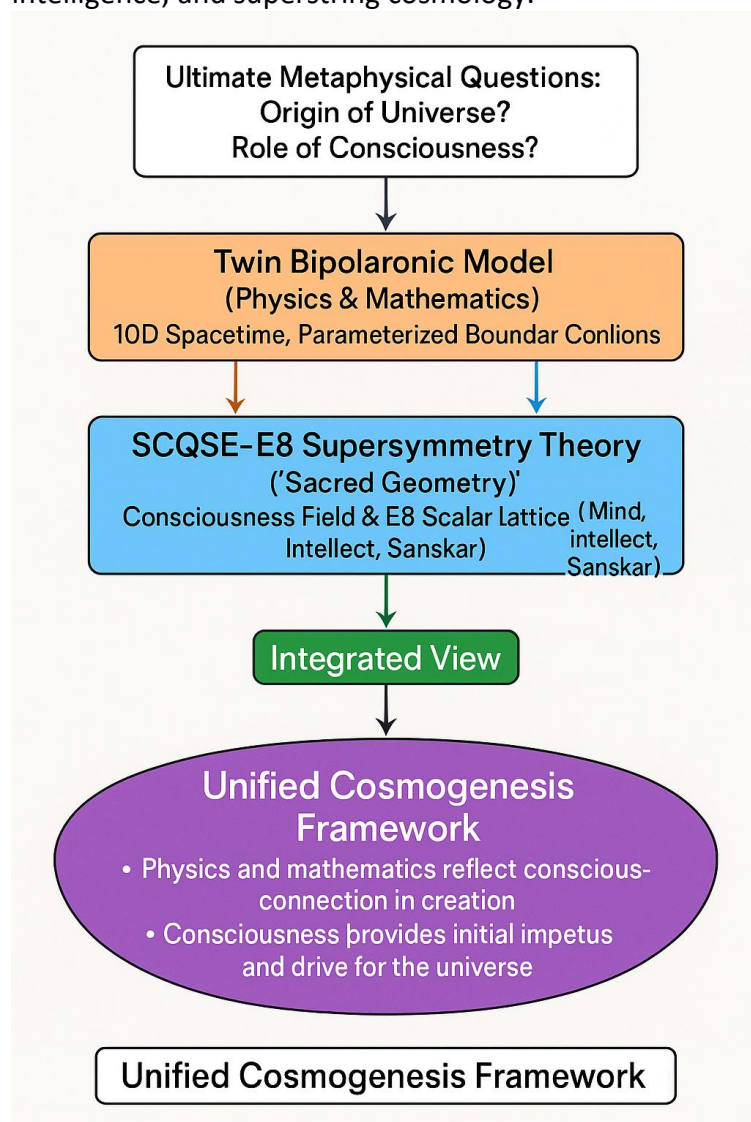 intelligence, and superstring cosmology.
Ultimate Metaphysical Questions:
Origin of Universe?
Role of Consciousness?
Twin Bipolaronic Model
(Physics & Mathematics)
10D Spacetime, Parameterized Boundar Conlions
SCQSE-E8 Supersymmetry Theory
('Sacred Geometry)'
Consciousness Field & E8 Scalar Lattice
Intellect, Sanskar)
(Mind,
intellect,
Sanskar)
Integrated View
Unified Cosmogenesis
Framework
• Physics and mathematics reflect conscious-
connection in creation
• Consciousness provides initial impetus
and drive for the universe
Unified Cosmogenesis Framework